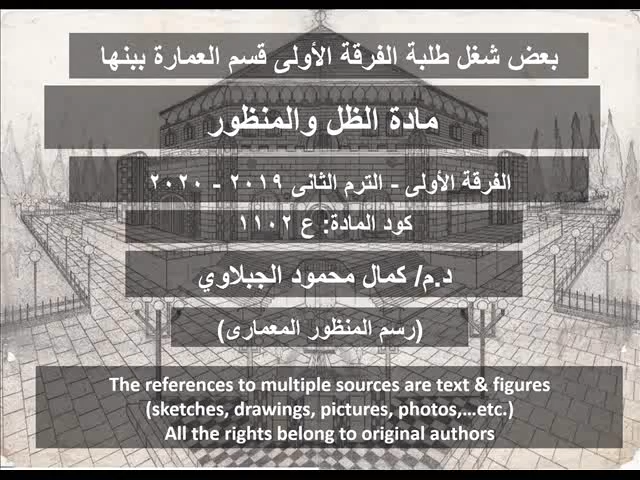 بعض شغل طلبة الفرقة الأولى قسم العمارة ببنها
مادة الظل والمنظور
الفرقة الأولى - الترم الثانى ٢٠١٩ - ٢٠٢٠
كود المادة: ع ١١٠٢
د.م/ كمال محمود الجبلاوي
(رسم المنظور المعمارى)
The references to multiple sources are text & figures
(sketches, drawings, pictures, photos,...etc.)
All the rights belong to original authors